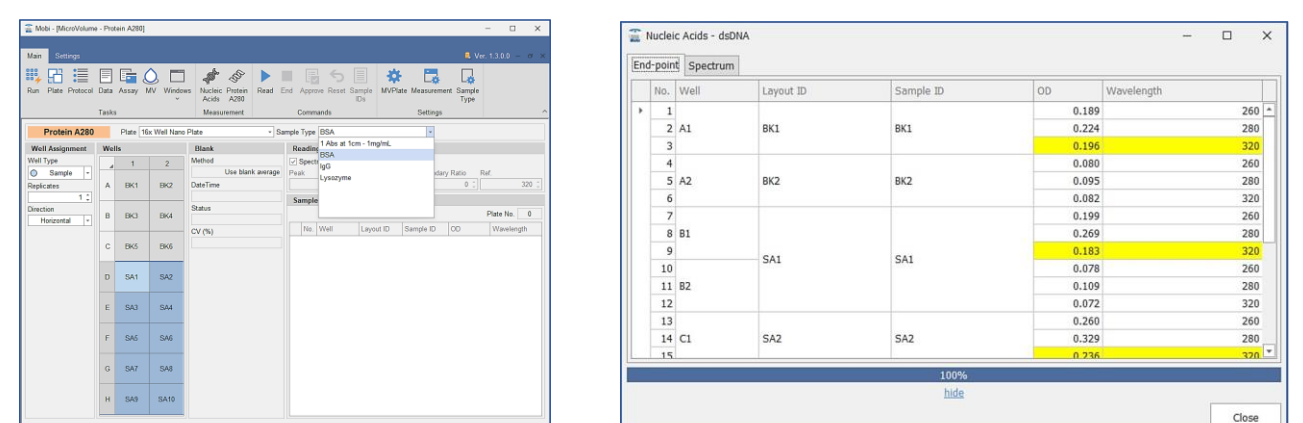 Mobi - [MicroVolume - Protein A280]
Main Settings Ver. 1.3.0.0
Run Plate Protocol Data Assay MV Windows Nucleic Acids Protein A280 Read End Approve Reset Sample IDs MVPlate Measurement Sample Type
Tasks Measurement Commands Settings
Protein A280 Plate 16x Well Nano Plate Sample Type BSA
1 Abs at 1cm - 1mg/mL
BSA
IgG
Lysozyme
Well Assignment Wells Blank
Well Type 1 2 Method
Sample Use blank average Peak Ratio Ref.
Replicates A BK1 BK2 DateTime 0 320
1
Direction Status
Horizontal B BK3 BK4 Plate No. 0
CV (%) No. Well Layout ID Sample ID OD Wavelength
C BK5 BK6
D SA1 SA2
E SA3 SA4
F SA5 SA6
G SA7 SA8
H SA9 SA10
Nucleic Acids - dsDNA
End-point Spectrum
No. Well Layout ID Sample ID OD Wavelength
1 0.189 260
2 A1 BK1 BK1 0.224 280
3 0.196 320
4 0.080 260
5 A2 BK2 BK2 0.095 280
6 0.082 320
7 0.199 260
8 B1 0.269 280
9 SA1 SA1 0.183 320
10 0.078 260
11 B2 0.109 280
12 0.072 320
13 0.260 260
14 C1 SA2 SA2 0.329 280
15 0.236 320
100%
hide
Close